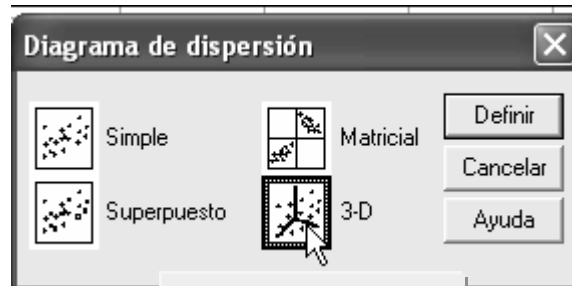 Diagrama de dispersión
Simple
Matricial
Definir
Cancelar
Superpuesto
3-D
Ayuda